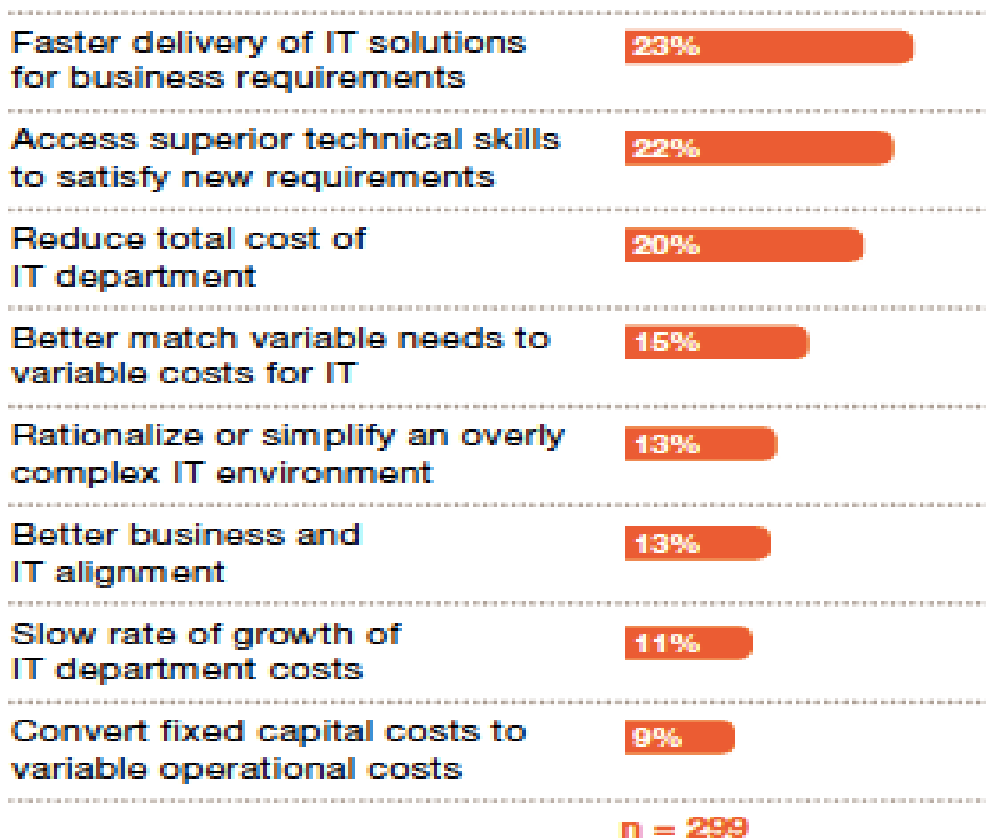 Faster delivery of IT solutions
for business requirements
23%
Access superior technical skills
to satisfy new requirements
22%
Reduce total cost of
IT department
20%
Better match variable needs to
variable costs for IT
15%
Rationalize or simplify an overly
complex IT environment
13%
Better business and
IT alignment
13%
Slow rate of growth of
IT department costs
11%
Convert fixed capital costs to
variable operational costs
9%
n = 299